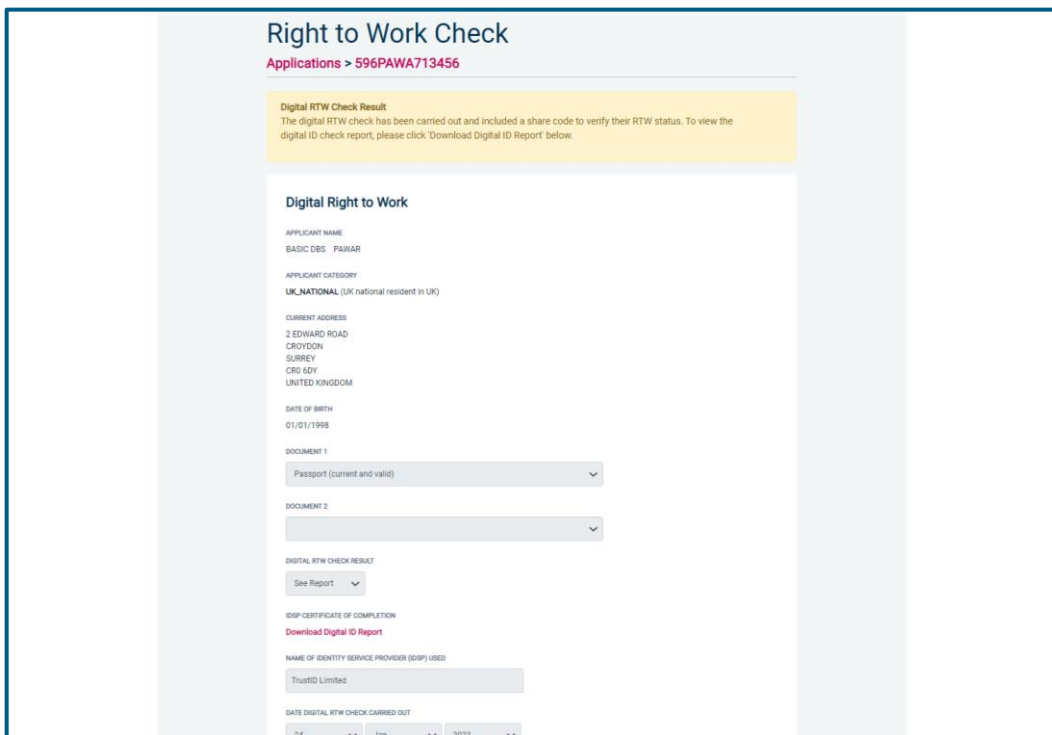 Right to Work Check
Applications > 596PAWA713456
Digital RTW Check Result
The digital RTW check has been carried out and included a share code to verify their RTW status. To view the
digital ID check report, please click 'Download Digital ID Report' below.
Digital Right to Work
APPLICANT NAME
BASIC DBS PAWAR
APPLICANT CATEGORY
UK_NATIONAL (UK national resident in UK)
CURRENT ADDRESS
2 EDWARD ROAD
CROYDON
SURREY
CR0 6DY
UNITED KINGDOM
DATE OF BIRTH
01/01/1998
DOCUMENT 1
Passport (current and valid)
DOCUMENT 2
DIGITAL RTW CHECK RESULT
See Report
IDSP CERTIFICATE OF COMPLETION
Download Digital ID Report
NAME OF IDENTITY SERVICE PROVIDER (IDSP) USED
TrustID Limited
DATE DIGITAL RTW CHECK CARRIED OUT
24 Jan 2023